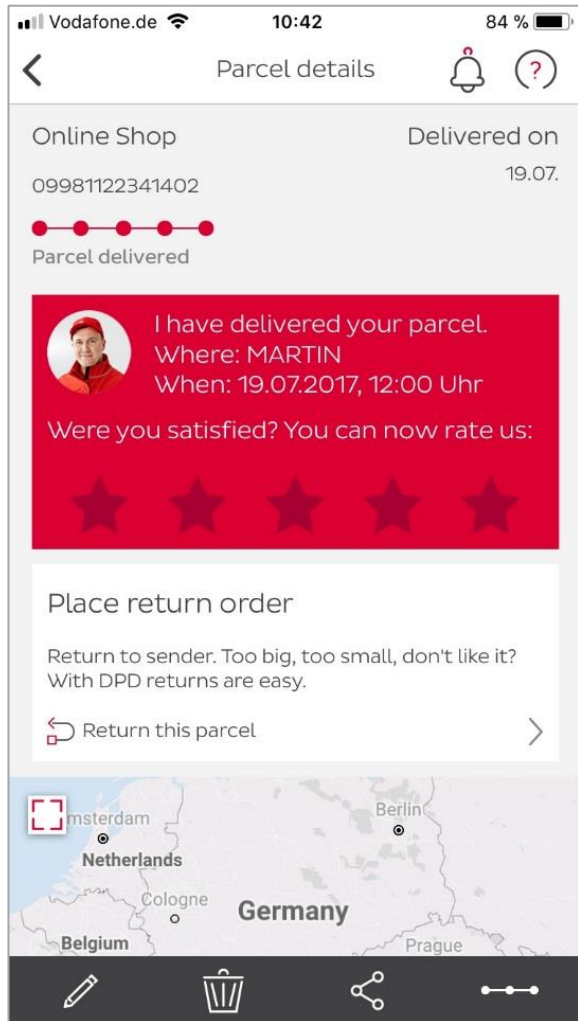 Vodafone.de 10:42 84 %
Parcel details
?
Online Shop Delivered on
09981122341402 19.07.
Parcel delivered
I have delivered your parcel.
Where: MARTIN
When: 19.07.2017, 12:00 Uhr
Were you satisfied? You can now rate us:
Place return order
Return to sender. Too big, too small, don't like it?
With DPD returns are easy.
Return this parcel
msterdam Berlin
Netherlands
Cologne
Germany
Belgium Prague